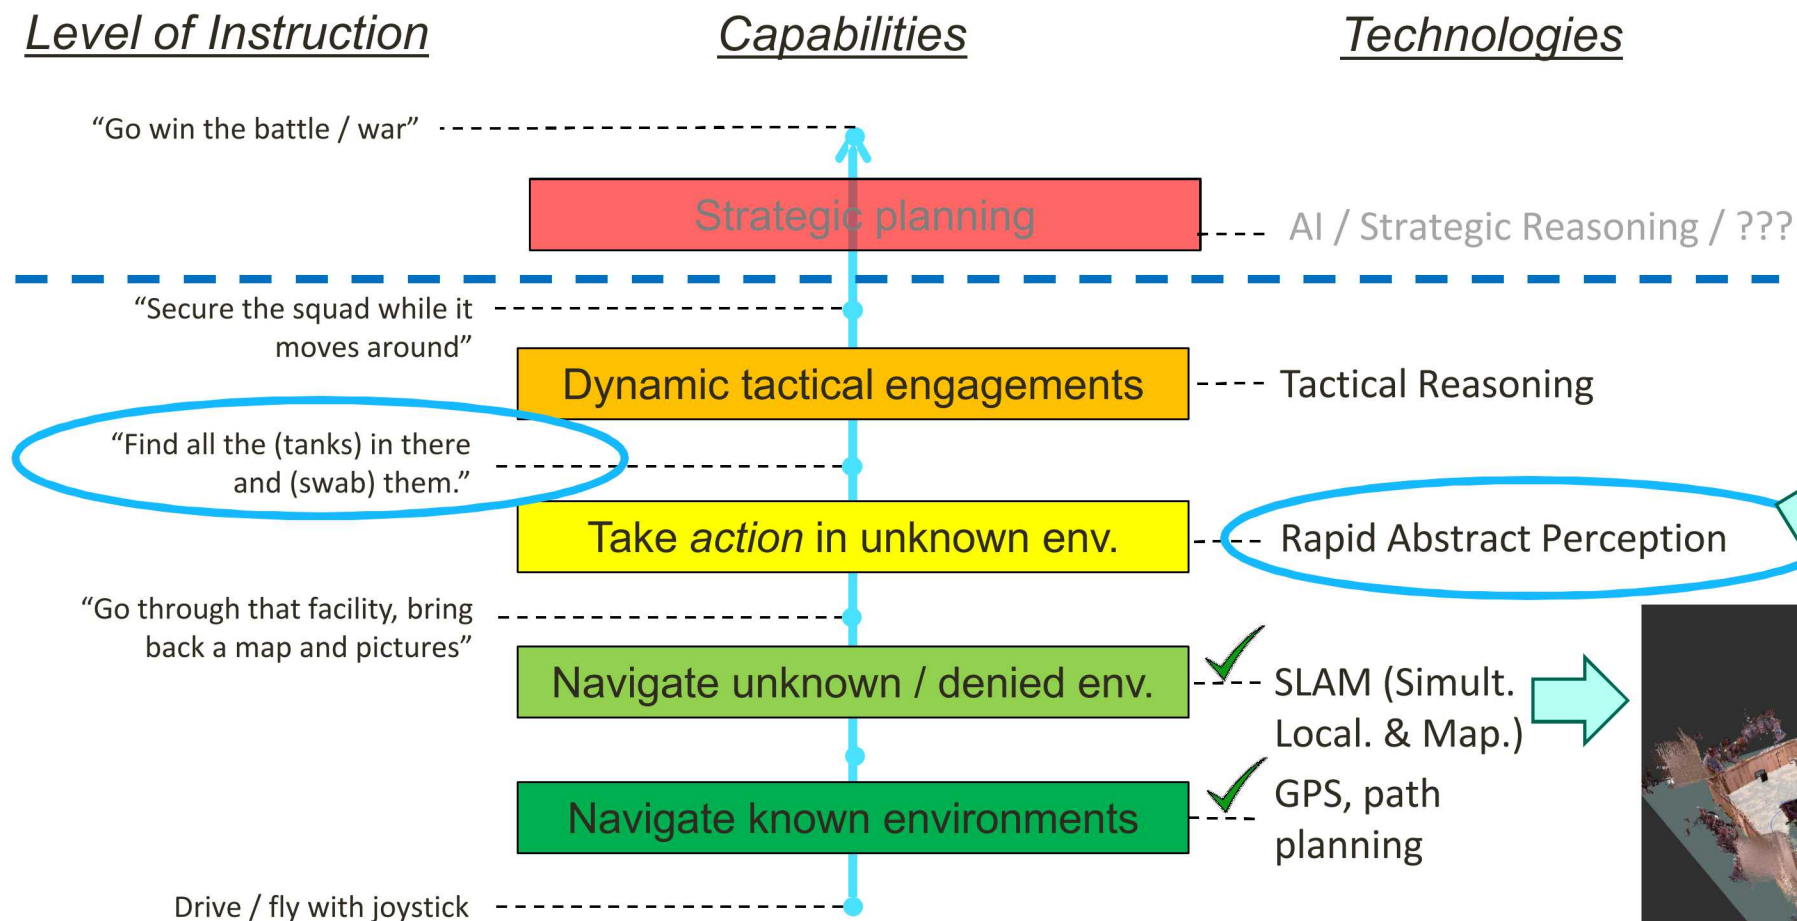 Level of Instruction
Capabilities
Technologies
“Go win the battle / war”
Strategic planning
AI / Strategic Reasoning / ???
“Secure the squad while it
moves around”
Dynamic tactical engagements
Tactical Reasoning
“Find all the (tanks) in there
and (swab) them.”
Take action in unknown env.
Rapid Abstract Perception
“Go through that facility, bring
back a map and pictures”
Navigate unknown / denied env.
SLAM (Simult.
Local. & Map.)
Navigate known environments
GPS, path
planning
Drive / fly with joystick